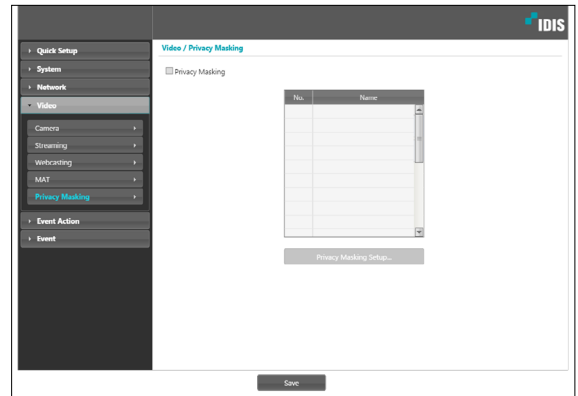 IDIS
Quick Setup
System
Network
Video
Camera
Streaming
Webcasting
MAT
Privacy Masking
Event Action
Event
Video / Privacy Masking
Privacy Masking
No. Name
Privacy Masking Setup...
Save